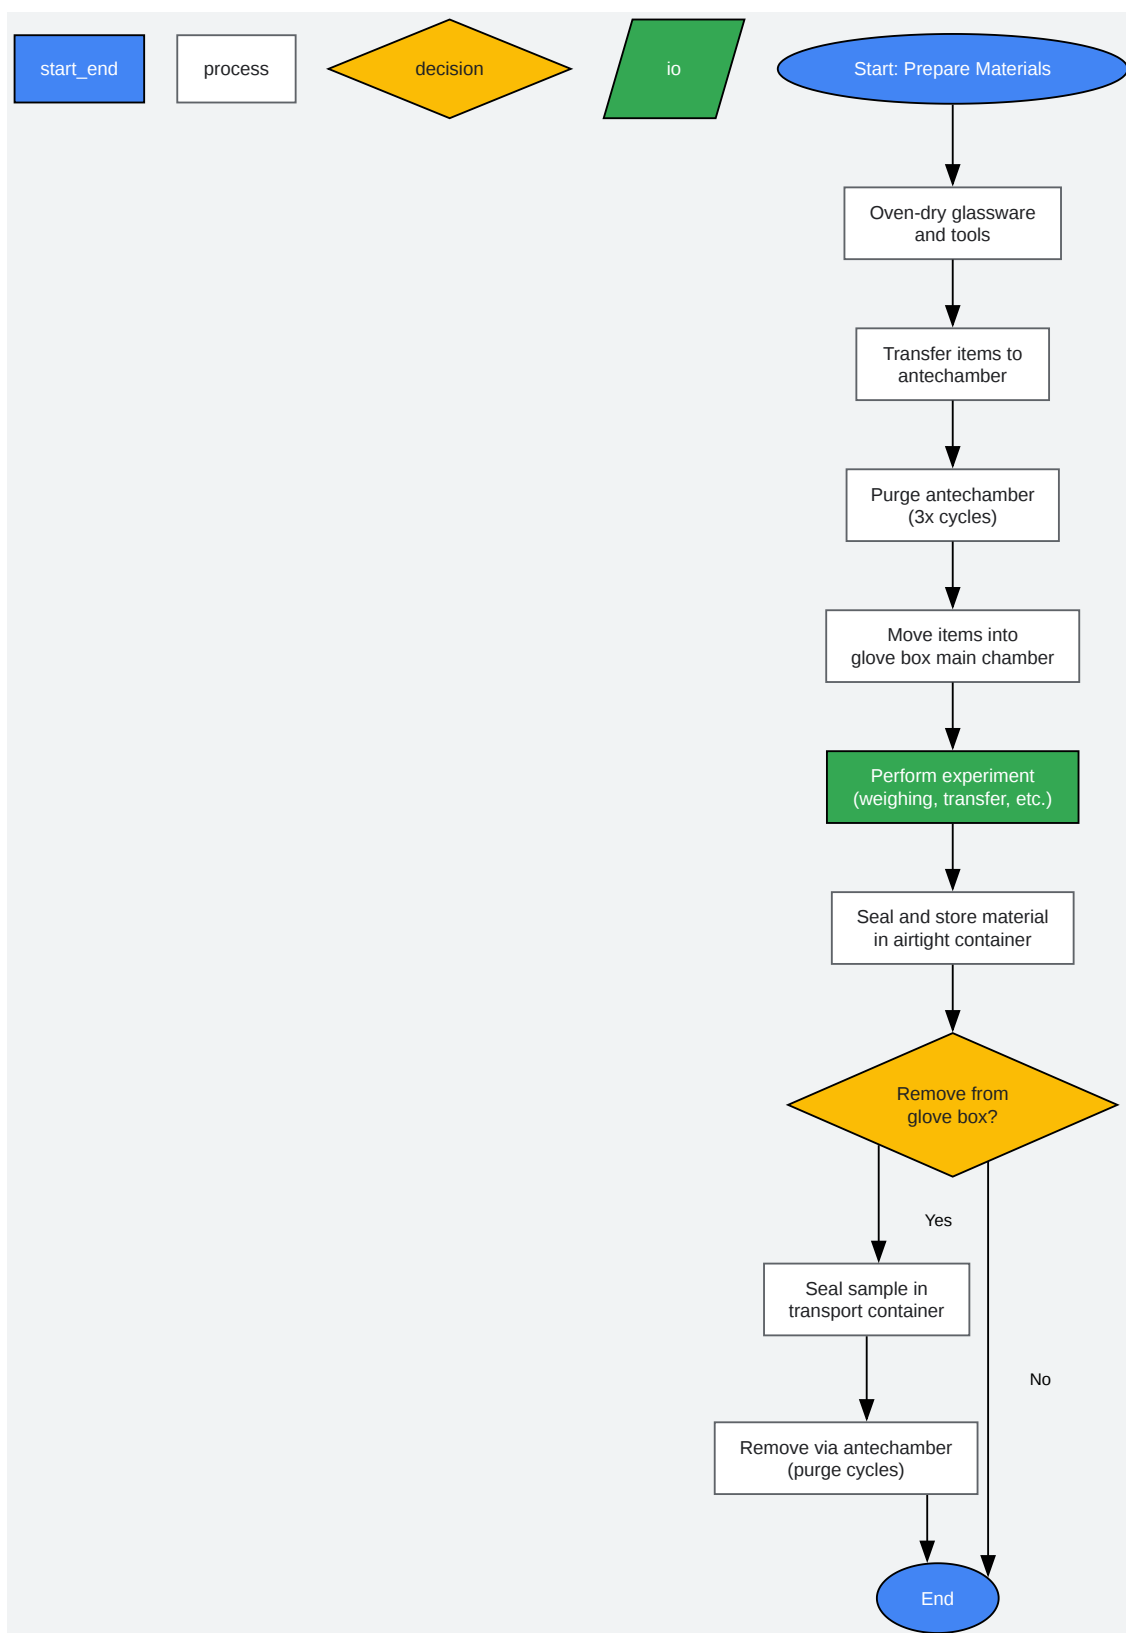 start_end
process
decision
io
Start: Prepare Materials
Oven-dry glassware
and tools
Transfer items to
antechamber
Purge antechamber
(3x cycles)
Move items into
glove box main chamber
Perform experiment
(weighing, transfer, etc.)
Seal and store material
in airtight container
Remove from
glove box?
Yes
Seal sample in
transport container
No
Remove via antechamber
(purge cycles)
End